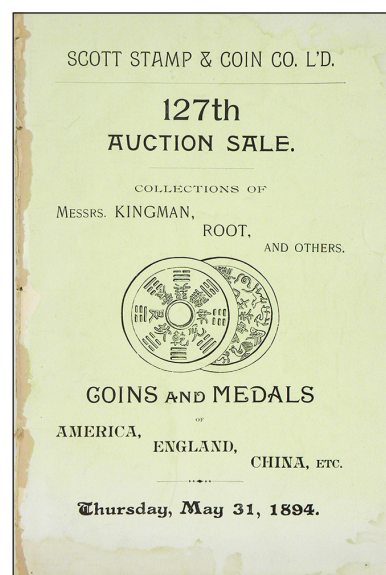 SCOTT STAMP & COIN CO. L'D.
127th
AUCTION SALE.
COLLECTIONS OF
MESSRS. KINGMAN,
ROOT,
AND OTHERS.
COINS AND MEDALS
OF
AMERICA,
ENGLAND,
CHINA, ETC.
Thursday, May 31, 1894.